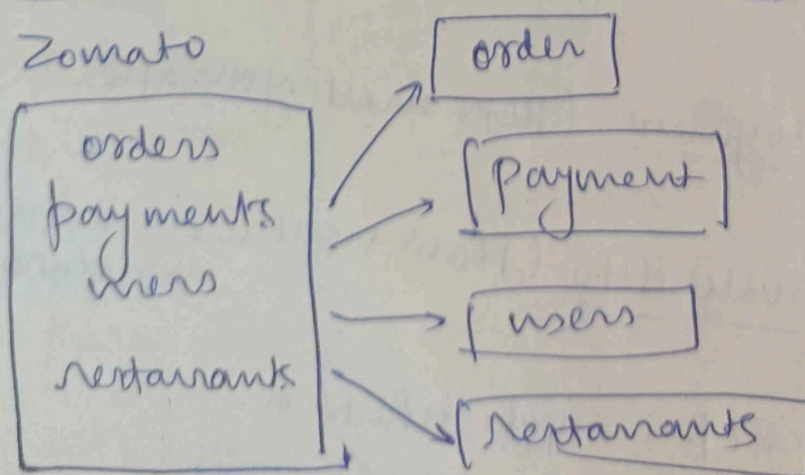 Zomato
orders
payments
users
restaurants
order
Payment
users
restaurants